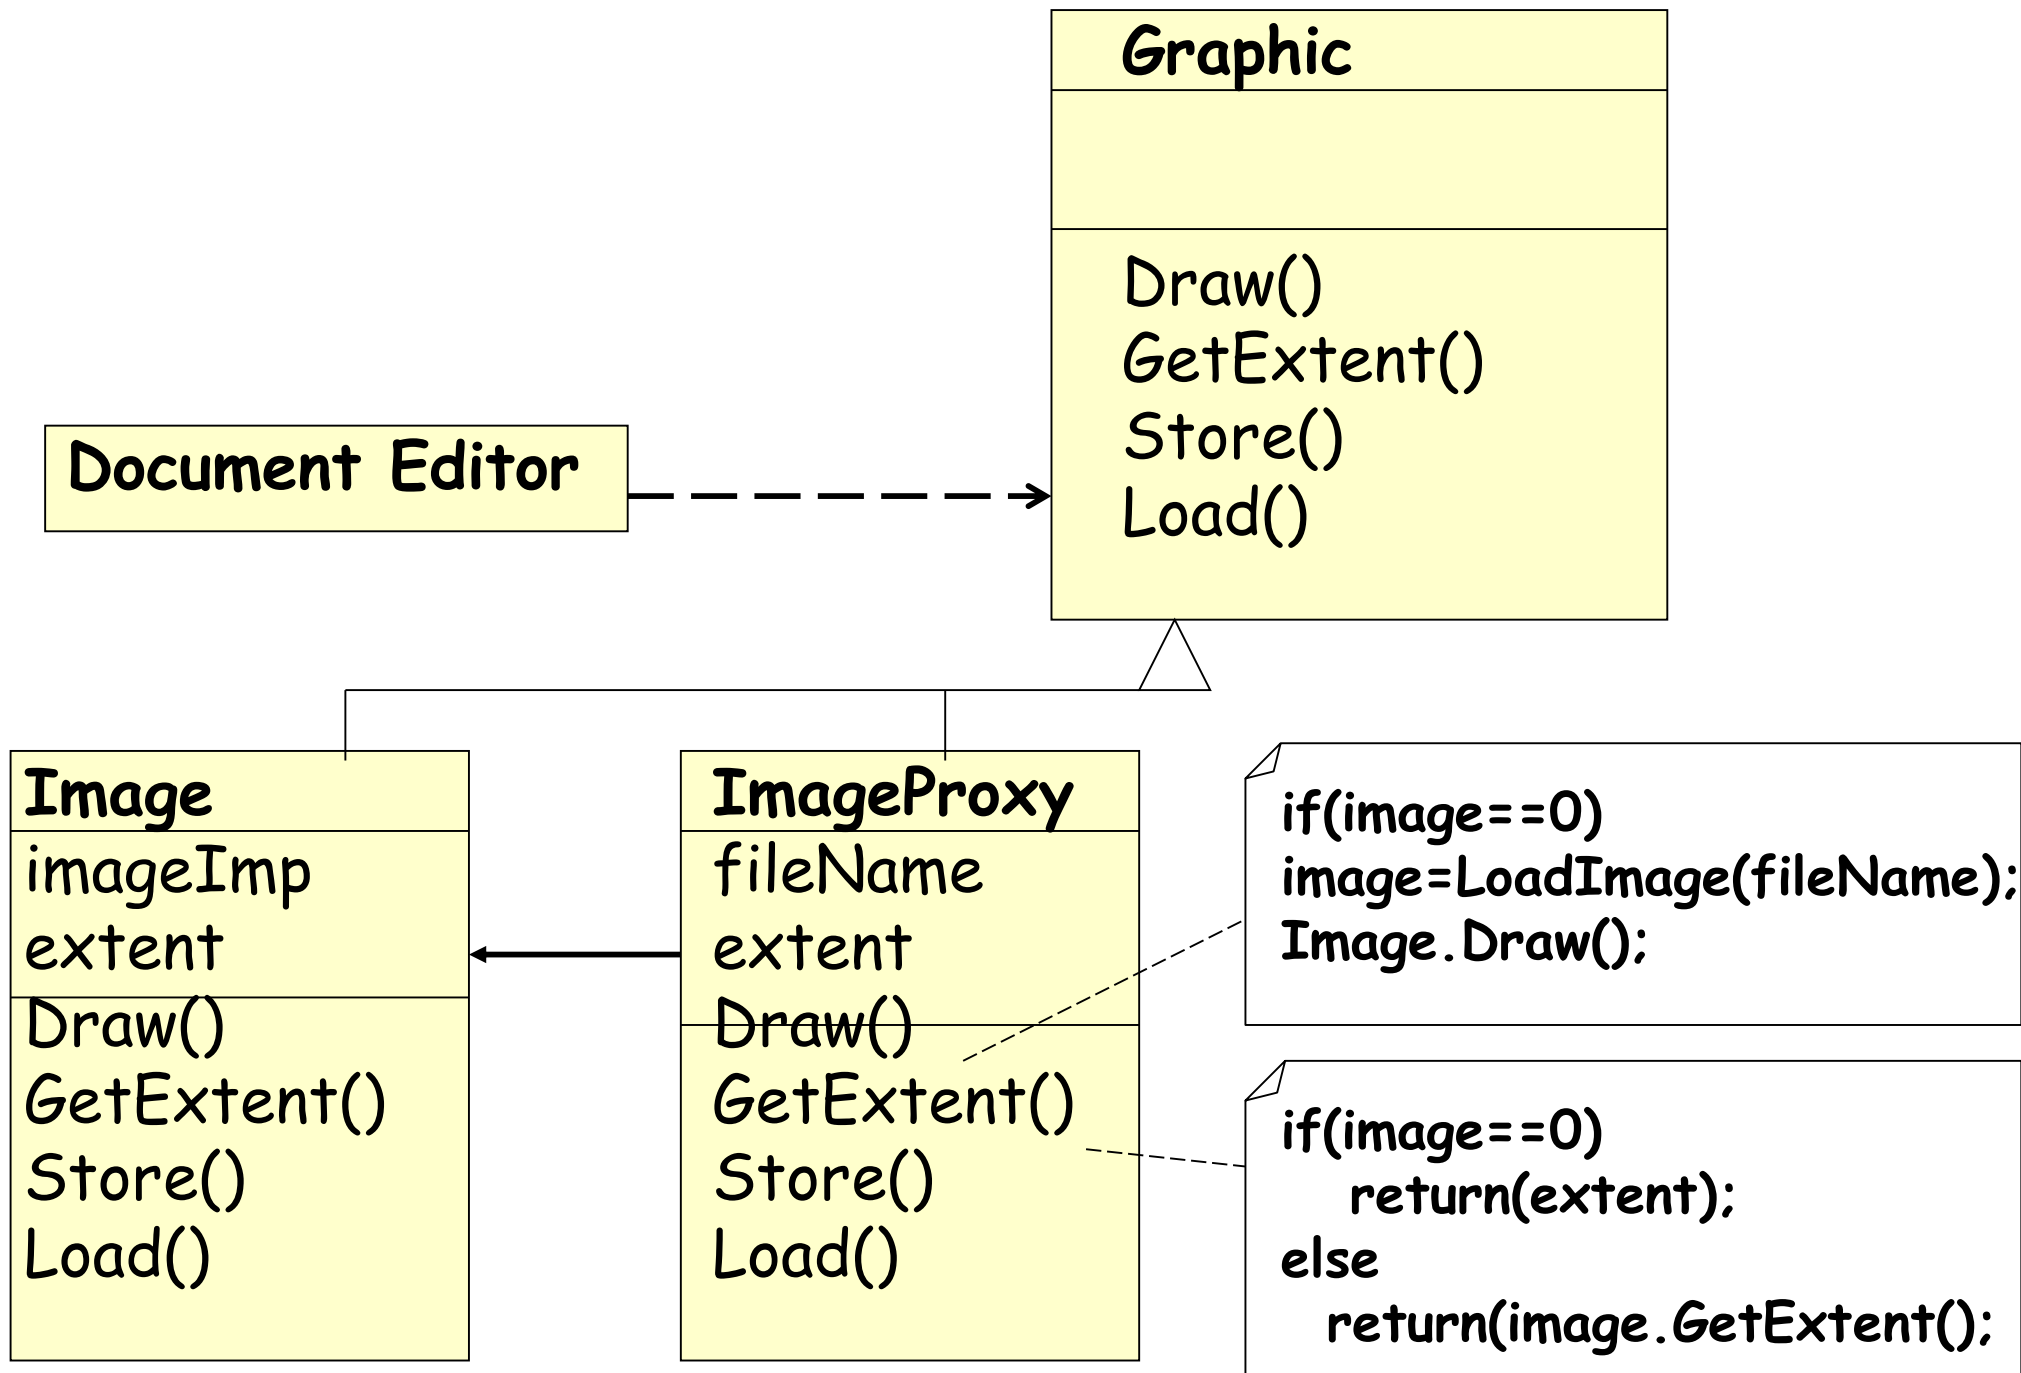 Graphic
Draw()
GetExtent()
Store()
Load()
Document Editor
Image
imageImp
extent
Draw()
GetExtent()
Store()
Load()
ImageProxy
fileName
extent
Draw()
GetExtent()
Store()
Load()
if(image==0)
image=LoadImage(fileName);
Image.Draw();
if(image==0)
return(extent);
else
return(image.GetExtent();